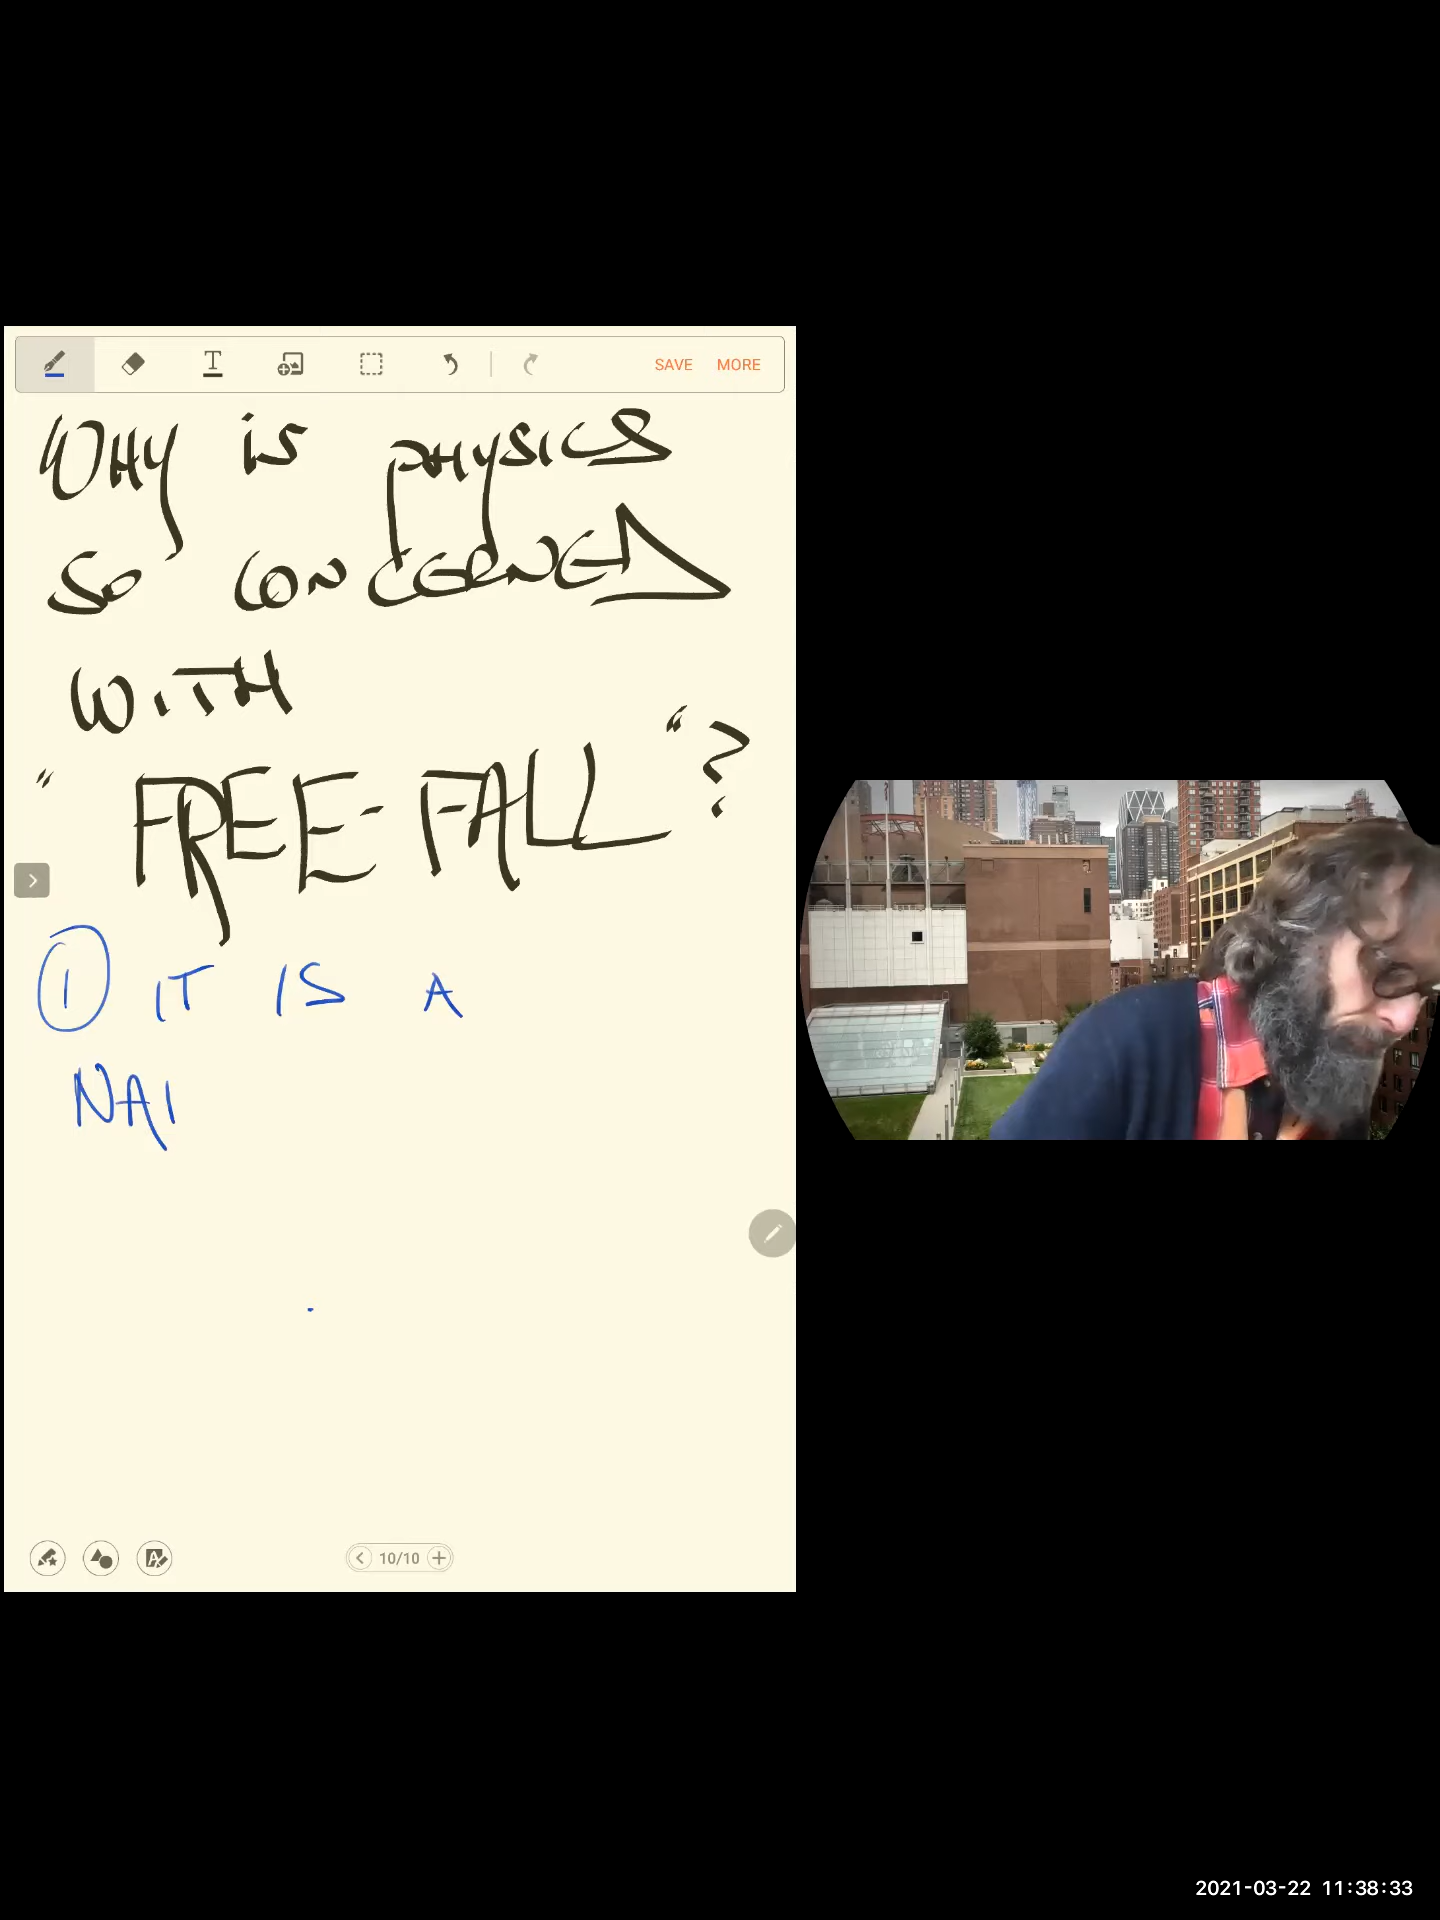 SAVE MORE
WHY is PHYSICS
SO CONCERNED
WITH
"FREE-FALL"?
① IT IS A
NAI
10/10
2021-03-22 11:38:33